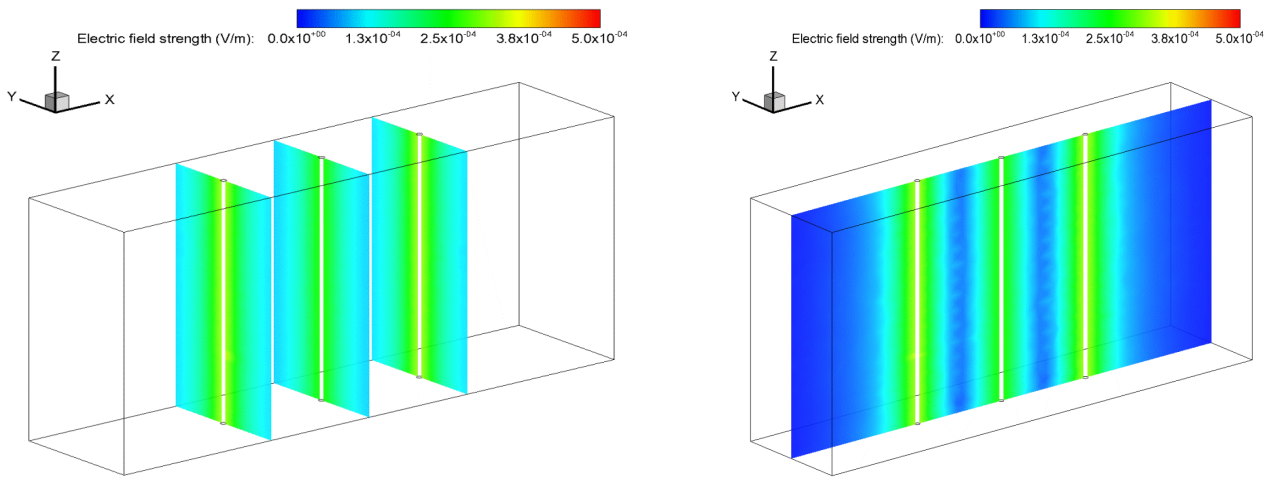 Electric field strength (V/m): 0.0x10⁺⁰⁰ 1.3x10⁻⁰⁴ 2.5x10⁻⁰⁴ 3.8x10⁻⁰⁴ 5.0x10⁻⁰⁴
Z
Y
X
Electric field strength (V/m): 0.0x10⁺⁰⁰ 1.3x10⁻⁰⁴ 2.5x10⁻⁰⁴ 3.8x10⁻⁰⁴ 5.0x10⁻⁰⁴
Z
Y
X